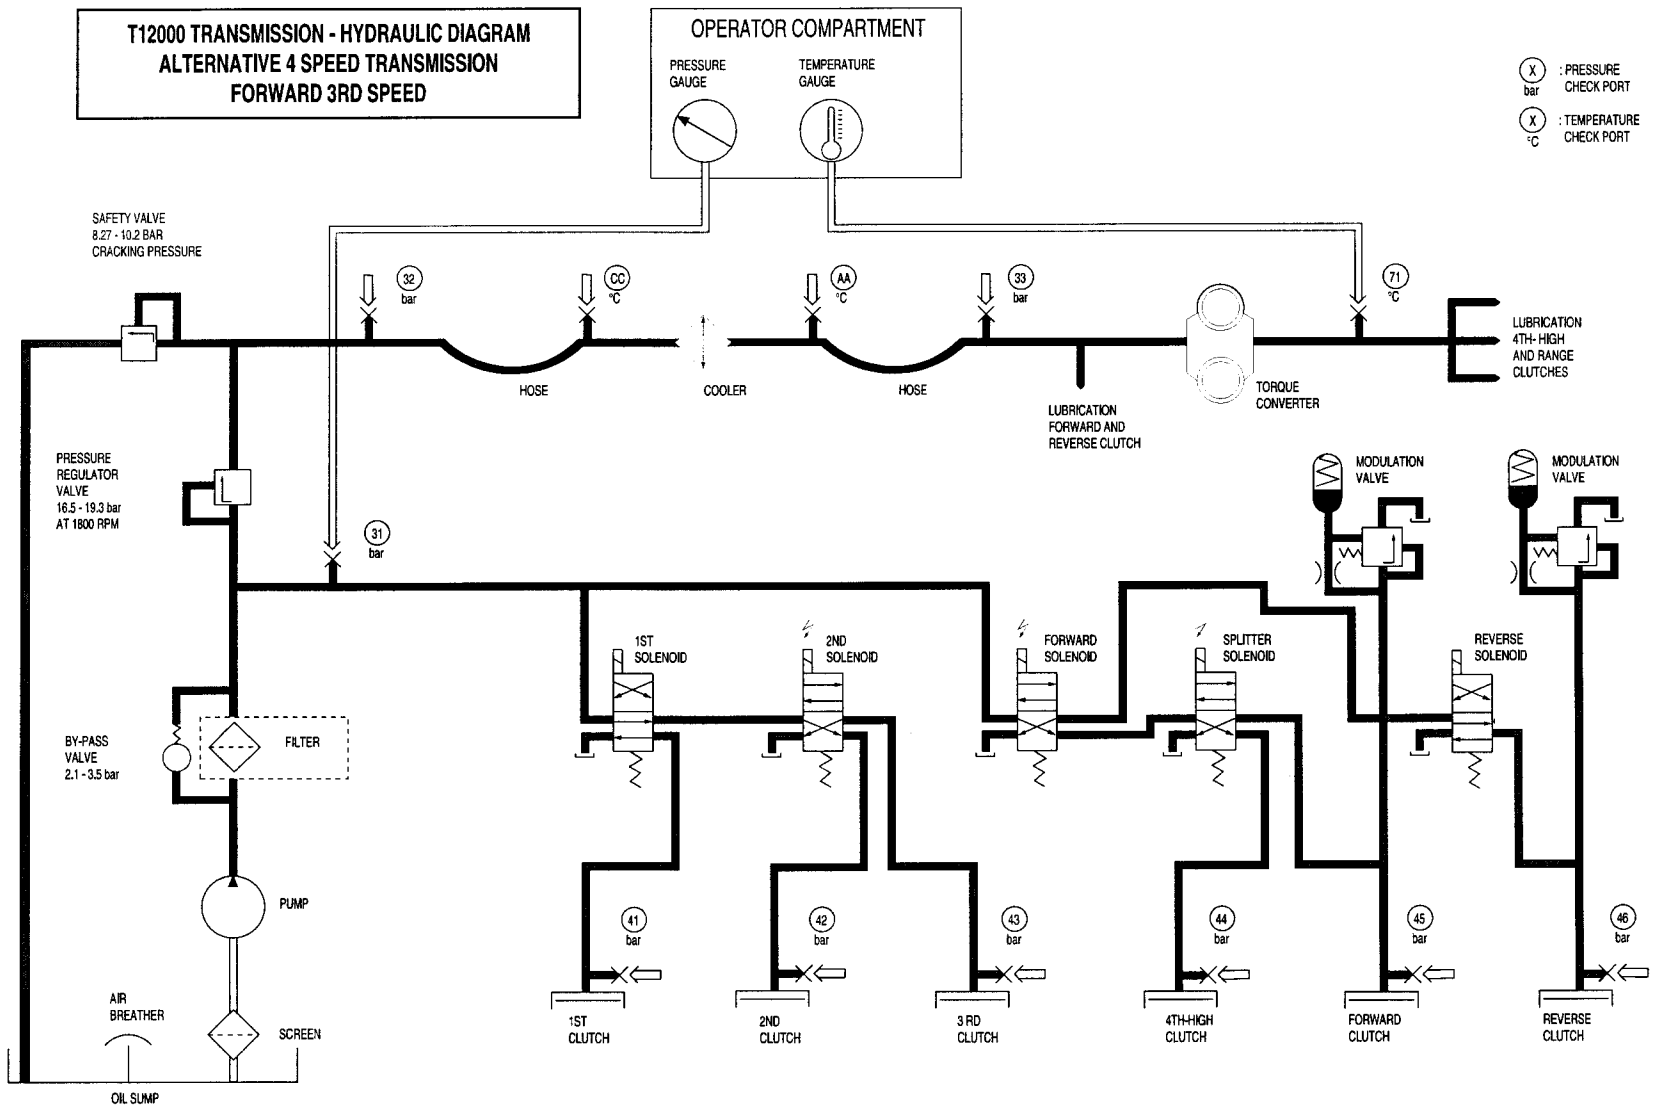 T12000 TRANSMISSION - HYDRAULIC DIAGRAM
ALTERNATIVE 4 SPEED TRANSMISSION
FORWARD 3RD SPEED
OPERATOR COMPARTMENT
PRESSURE
GAUGE
TEMPERATURE
GAUGE
X
bar
: PRESSURE
CHECK PORT
X
°C
: TEMPERATURE
CHECK PORT
SAFETY VALVE
8.27 - 10.2 BAR
CRACKING PRESSURE
32
bar
CC
°C
AA
°C
33
bar
71
°C
HOSE
COOLER
HOSE
LUBRICATION
FORWARD AND
REVERSE CLUTCH
TORQUE
CONVERTER
LUBRICATION
4TH- HIGH
AND RANGE
CLUTCHES
PRESSURE
REGULATOR
VALVE
16.5 - 19.3 bar
AT 1800 RPM
31
bar
MODULATION
VALVE
MODULATION
VALVE
1ST
SOLENOID
2ND
SOLENOID
FORWARD
SOLENOID
SPLITTER
SOLENOID
REVERSE
SOLENOID
BY-PASS
VALVE
2.1 - 3.5 bar
FILTER
PUMP
41
bar
42
bar
43
bar
44
bar
45
bar
46
bar
AIR
BREATHER
SCREEN
OIL SUMP
1ST
CLUTCH
2ND
CLUTCH
3 RD
CLUTCH
4TH-HIGH
CLUTCH
FORWARD
CLUTCH
REVERSE
CLUTCH